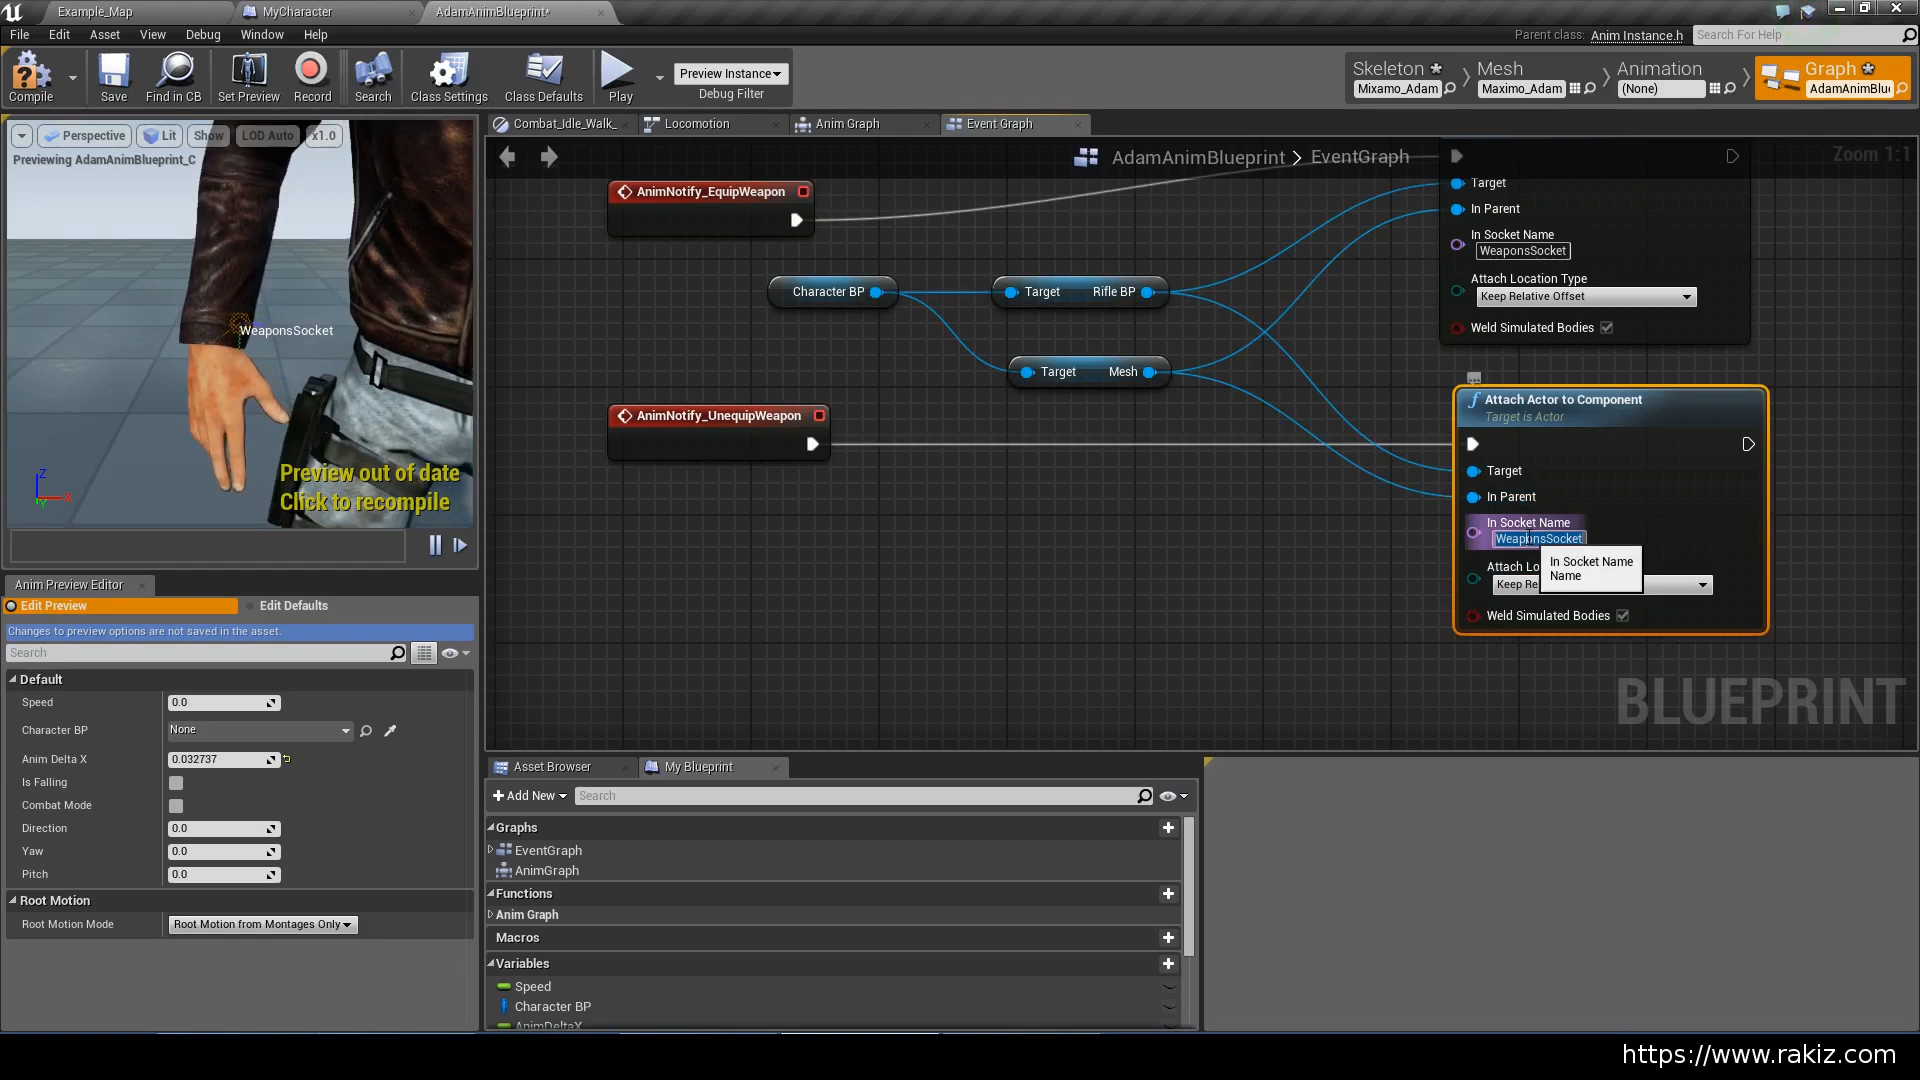 Example_Map
MyCharacter
AdamAnimBlueprint*
File Edit Asset View Debug Window Help
Parent class: Anim Instance.h
Search For Help
Compile
Save
Find in CB
Set Preview
Record
Search
Class Settings
Class Defaults
Play
Preview Instance
Debug Filter
Skeleton
Mixamo_Adam
Mesh
Maximo_Adam
Animation
(None)
Graph
AdamAnimBlu
Perspective
Lit
Show
LOD Auto
x1.0
Previewing AdamAnimBlueprint_C
WeaponsSocket
Z
X
Y
Preview out of date
Click to recompile
Combat_Idle_Walk_
Locomotion
Anim Graph
Event Graph
AdamAnimBlueprint > EventGraph
Zoom 1:1
AnimNotify_EquipWeapon
Character BP
Target Rifle BP
Target Mesh
AnimNotify_UnequipWeapon
Target
In Parent
In Socket Name
WeaponsSocket
Attach Location Type
Keep Relative Offset
Weld Simulated Bodies
f Attach Actor to Component
Target is Actor
Target
In Parent
In Socket Name
WeaponsSocket
In Socket Name
Name
Attach Lo
Keep Re
Weld Simulated Bodies
BLUEPRINT
Anim Preview Editor
Edit Preview
Edit Defaults
Changes to preview options are not saved in the asset.
Search
Default
Speed 0.0
Character BP None
Anim Delta X 0.032737
Is Falling
Combat Mode
Direction 0.0
Yaw 0.0
Pitch 0.0
Root Motion
Root Motion Mode Root Motion from Montages Only
Asset Browser
My Blueprint
+ Add New
Search
Graphs
EventGraph
AnimGraph
Functions
Anim Graph
Macros
Variables
Speed
Character BP
AnimDeltaX
https://www.rakiz.com